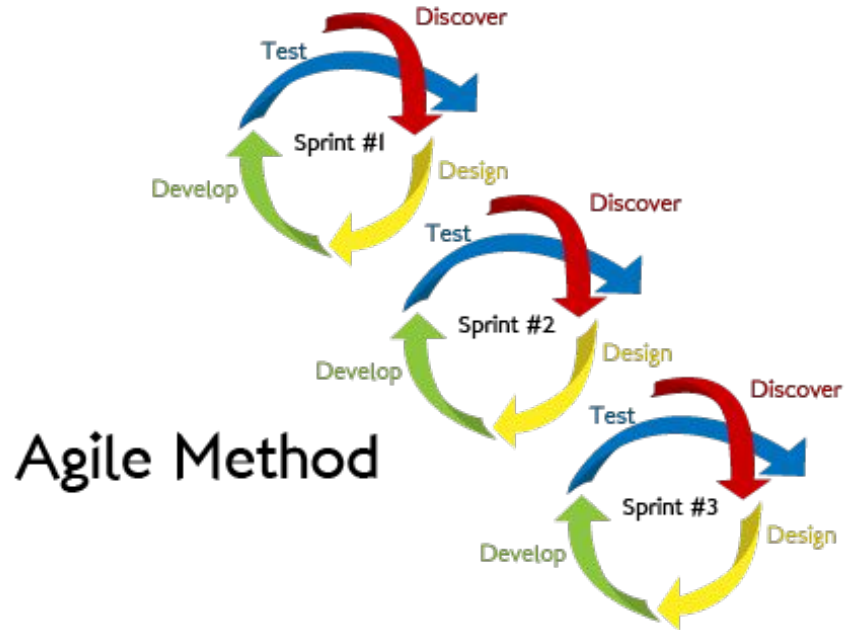 Discover
Test
Sprint #1
Design
Develop
Discover
Test
Sprint #2
Design
Develop
Discover
Test
Agile Method
Sprint #3
Design
Develop